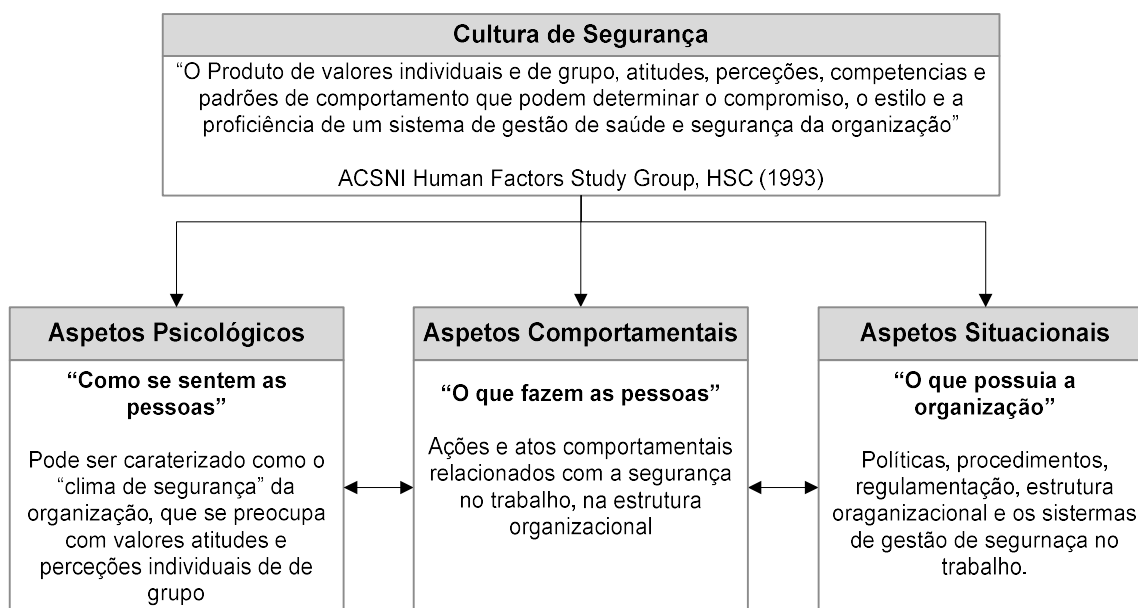 Cultura de Segurança
“O Produto de valores individuais e de grupo, atitudes, perceções, competencias e
padrões de comportamento que podem determinar o compromiso, o estilo e a
proficiência de um sistema de gestão de saúde e segurança da organização”
ACSNI Human Factors Study Group, HSC (1993)
Aspetos Psicológicos
“Como se sentem as
pessoas”
Pode ser caraterizado como o
“clima de segurança” da
organização, que se preocupa
com valores atitudes e
perceções individuais de de
grupo
Aspetos Comportamentais
“O que fazem as pessoas”
Ações e atos comportamentais
relacionados com a segurança
no trabalho, na estrutura
organizacional
Aspetos Situacionais
“O que possuia a
organização”
Políticas, procedimentos,
regulamentação, estrutura
oraganizacional e os sistermas
de gestão de segurnaça no
trabalho.